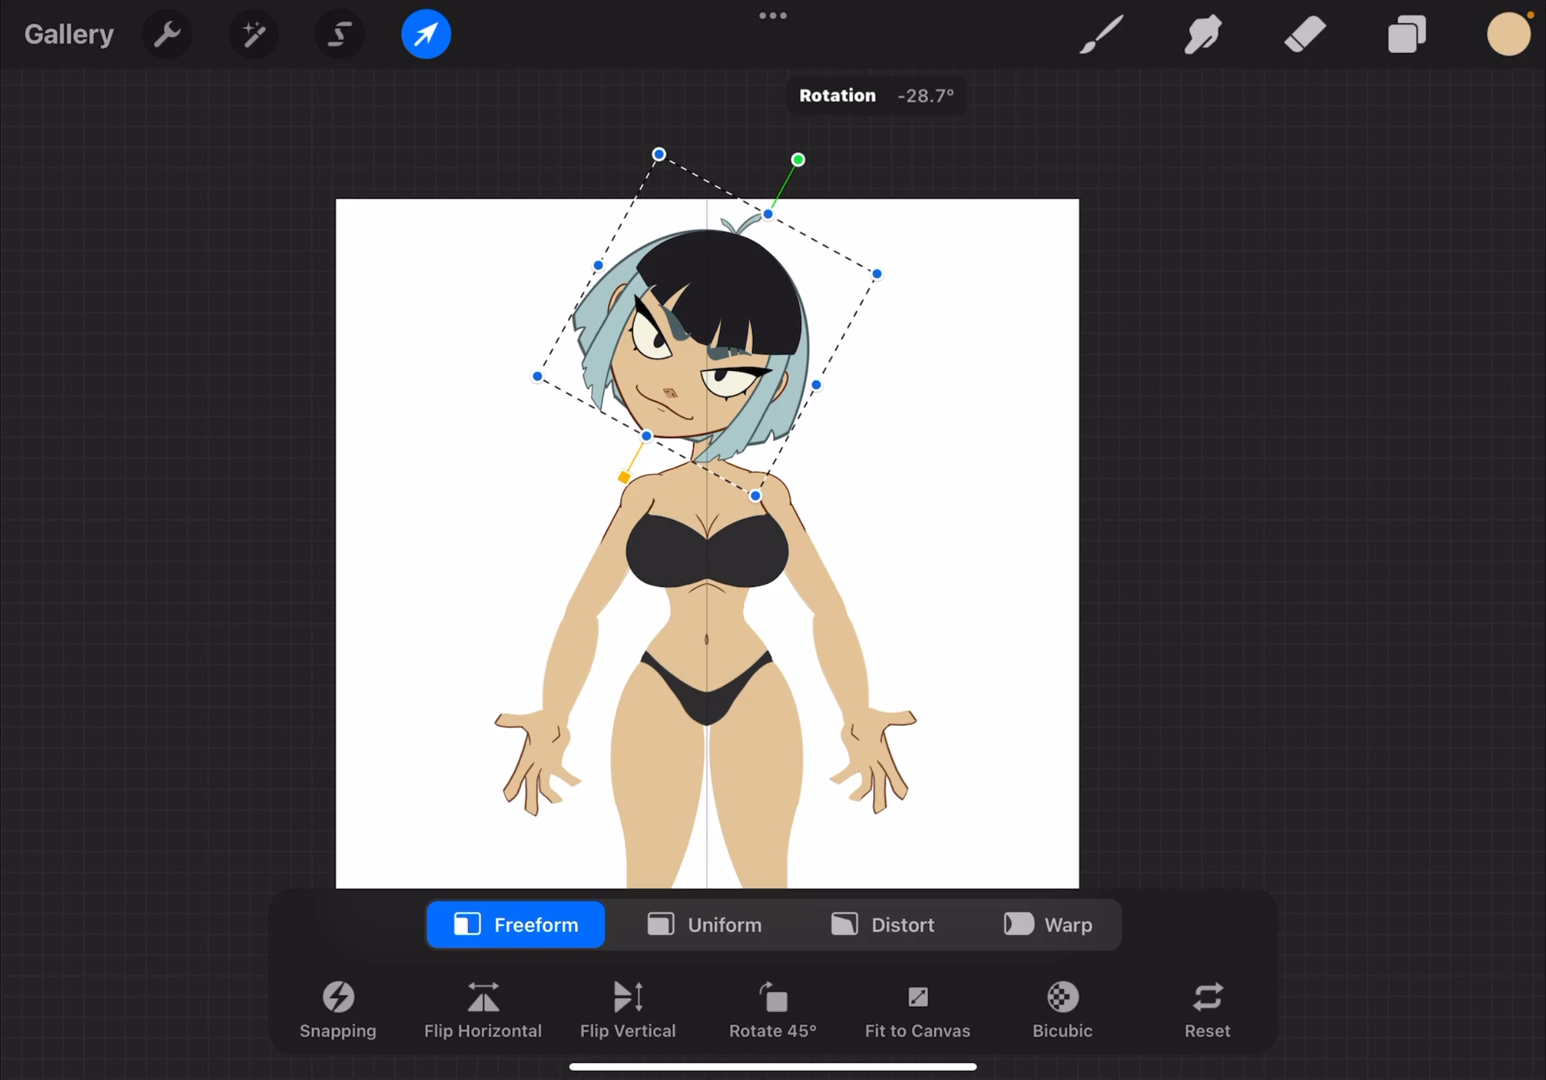 Gallery
Rotation -28.7°
Freeform Uniform Distort Warp
Snapping Flip Horizontal Flip Vertical Rotate 45° Fit to Canvas Bicubic Reset